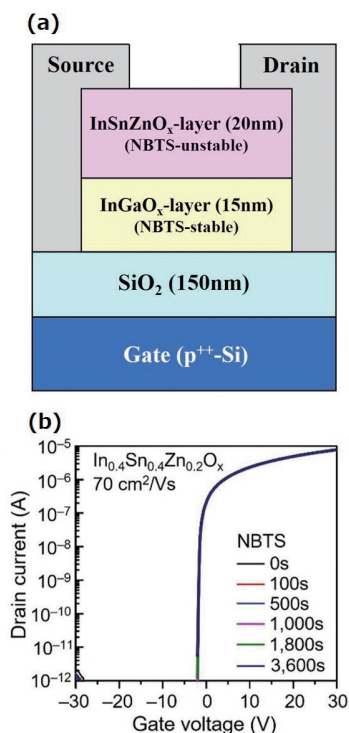 (a)
Source
Drain
InSnZnOₓ-layer (20nm)
(NBTS-unstable)
InGaOₓ-layer (15nm)
(NBTS-stable)
SiO₂ (150nm)
Gate (p⁺⁺-Si)
(b)
In₀.₄Sn₀.₄Zn₀.₂Oₓ
70 cm²/Vs
Drain current (A)
10⁻⁵
10⁻⁶
10⁻⁷
10⁻⁸
10⁻⁹
10⁻¹⁰
10⁻¹¹
10⁻¹²
NBTS
0s
100s
500s
1,000s
1,800s
3,600s
−30 −20 −10 0 10 20 30
Gate voltage (V)